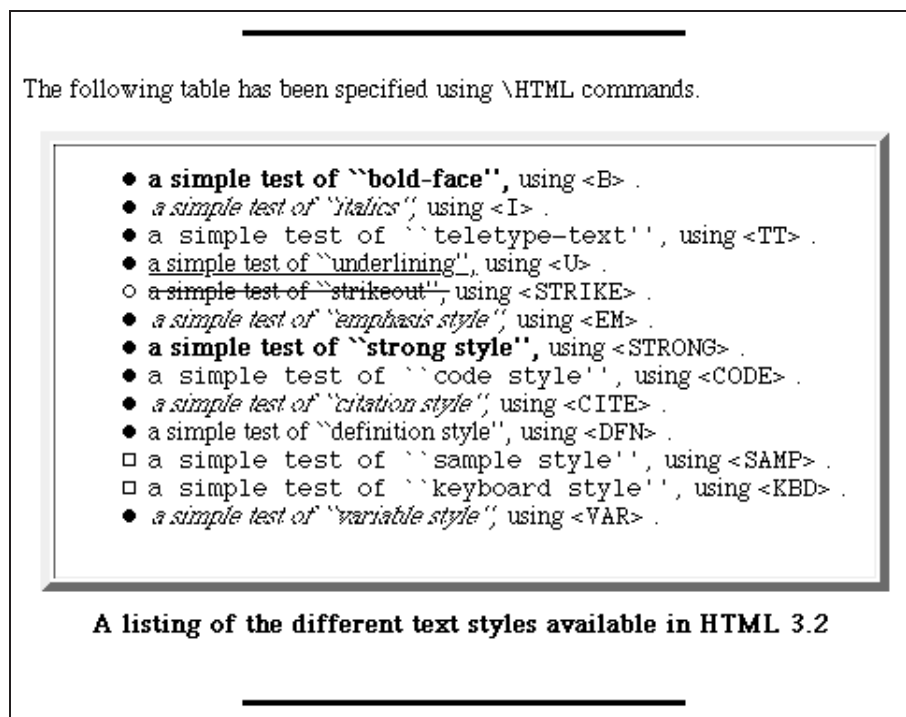 The following table has been specified using \HTML commands.
● a simple test of ``bold-face'', using <B> .
● a simple test of ``italics'', using <I> .
● a simple test of ``teletype-text'', using <TT> .
● a simple test of ``underlining'', using <U> .
○ a simple test of ``strikeout'', using <STRIKE> .
● a simple test of ``emphasis style'', using <EM> .
● a simple test of ``strong style'', using <STRONG> .
● a simple test of ``code style'', using <CODE> .
● a simple test of ``citation style'', using <CITE> .
● a simple test of ``definition style'', using <DFN> .
□ a simple test of ``sample style'', using <SAMP> .
□ a simple test of ``keyboard style'', using <KBD> .
● a simple test of ``variable style'', using <VAR> .
A listing of the different text styles available in HTML 3.2